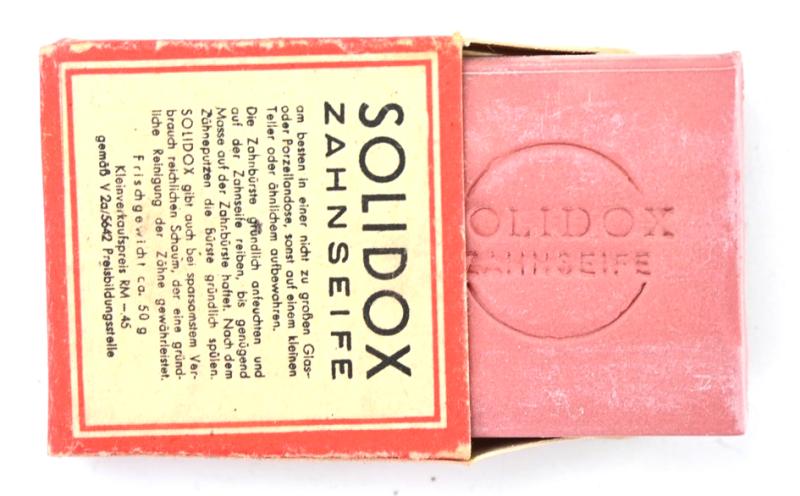 SOLIDOX
ZAHNSEIFE
am besten in einer nicht zu großen Glas-
oder Porzellandose, sonst auf einem kleinen
Teller oder ähnlichem aufbewahren.
Die Zahnbürste gründlich anfeuchten und
auf der Zahnseife reiben, bis genügend
Masse auf der Zahnbürste haftet. Nach dem
Zähneputzen die Bürste gründlich spülen.
SOLIDOX gibt auch bei sparsamstem Ver-
brauch reichlichen Schaum, der eine gründ-
liche Reinigung der Zähne gewährleistet.
Frischgewicht ca. 50 g
Kleinverkaufspreis RM –.45
gemäß V 2a/5642 Preisbildungsstelle
OLIDOX
ZAHNSEIFE